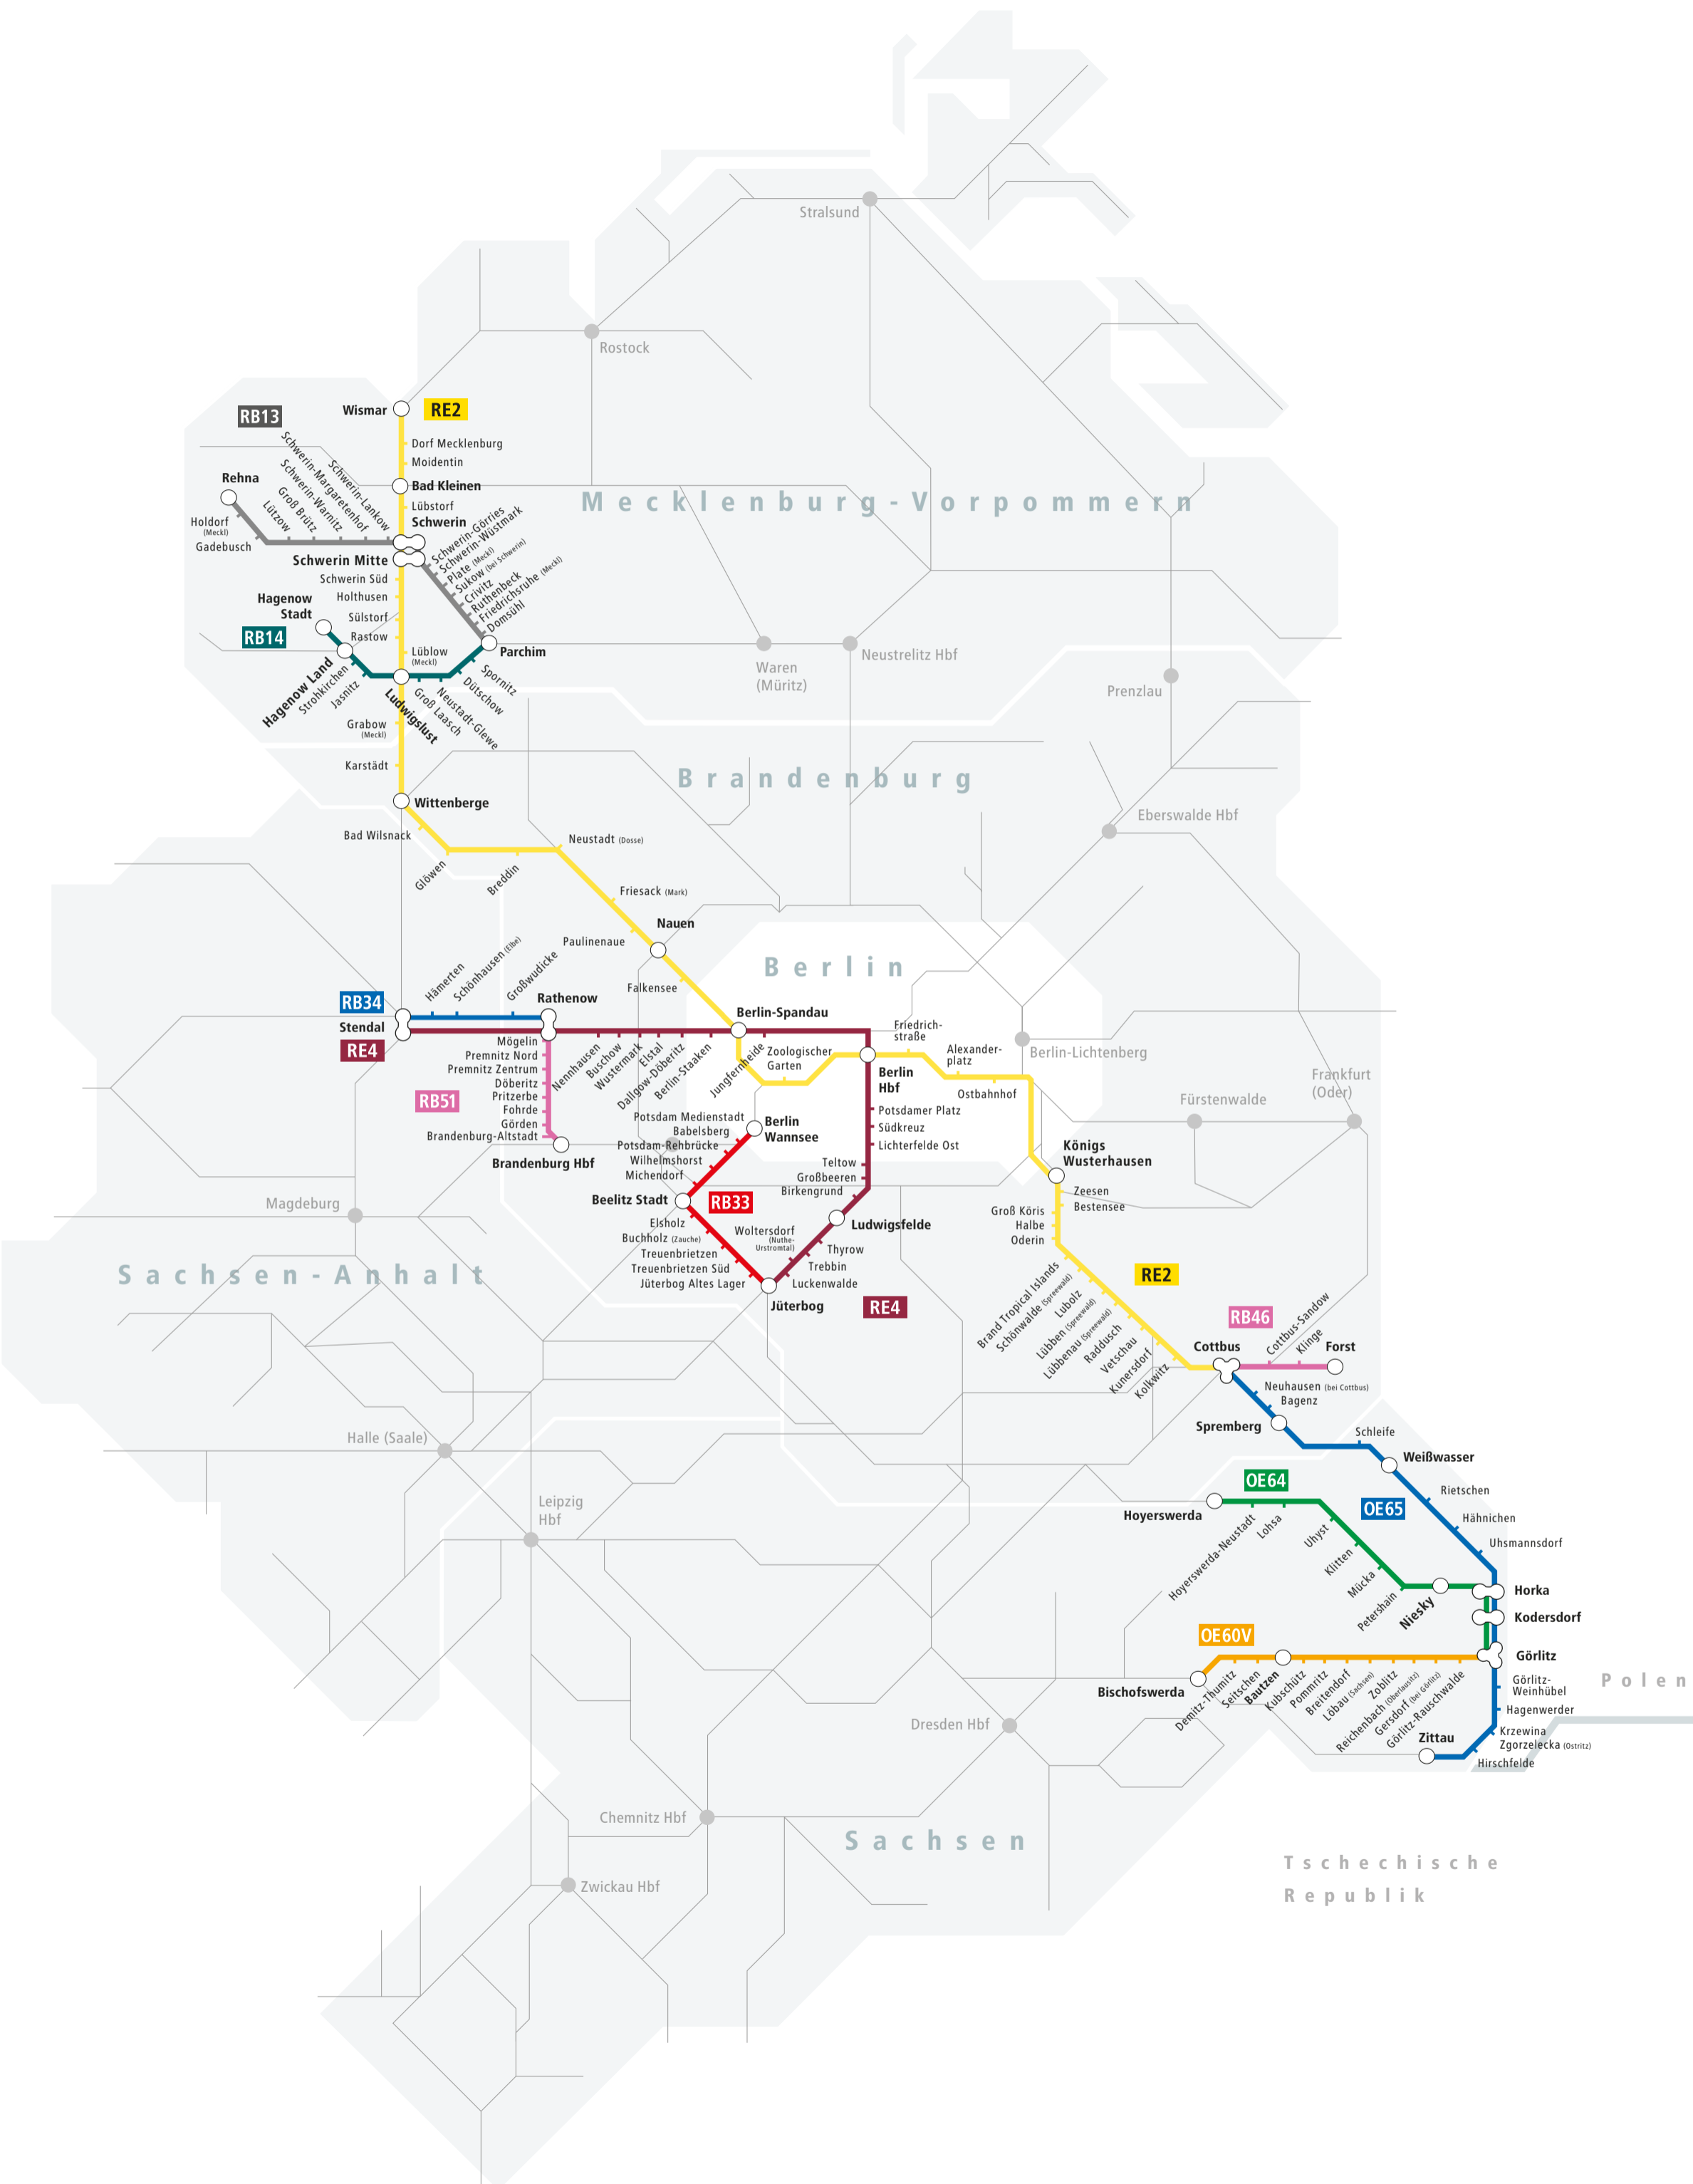 Stralsund
Rostock
Wismar
RE2
RB13
Dorf Mecklenburg
Moidentin
Bad Kleinen
Lübstorf
Schwerin
Rehna
Holdorf
(Meckl)
Gadebusch
Lützow
Groß Brütz
Schwerin-Warnitz
Schwerin-Margaretenhof
Schwerin-Lankow
Mecklenburg-Vorpommern
Schwerin Mitte
Schwerin-Görries
Schwerin-Wüstmark
Plate (Meckl)
Sukow (bei Schwerin)
Crivitz
Ruthenbeck
Friedrichsruhe (Meckl)
Domsühl
Schwerin Süd
Holthusen
Sülstorf
Rastow
Lüblow
(Meckl)
Hagenow
Stadt
RB14
Hagenow Land
Strohkirchen
Jasnitz
Ludwigslust
Groß Laasch
Neustadt-Glewe
Dütschow
Spornitz
Parchim
Waren
(Müritz)
Neustrelitz Hbf
Prenzlau
Grabow
(Meckl)
Karstädt
Brandenburg
Wittenberge
Eberswalde Hbf
Bad Wilsnack
Glöwen
Breddin
Neustadt (Dosse)
Friesack (Mark)
Nauen
Paulinenaue
Falkensee
Berlin
RB34
Hämerten
Schönhausen (Elbe)
Großwudicke
Rathenow
Stendal
RE4
Berlin-Spandau
Mögelin
Premnitz Nord
Premnitz Zentrum
Döberitz
Pritzerbe
Fohrde
Görden
Brandenburg-Altstadt
RB51
Brandenburg Hbf
Nennhausen
Buschow
Wustermark
Elstal
Dallgow-Döberitz
Berlin-Staaken
Jungfernheide
Zoologischer
Garten
Friedrich-
straße
Alexander-
platz
Ostbahnhof
Berlin-Lichtenberg
Berlin
Hbf
Frankfurt
(Oder)
Fürstenwalde
Potsdamer Platz
Südkreuz
Lichterfelde Ost
Teltow
Großbeeren
Birkengrund
Potsdam Medienstadt
Babelsberg
Potsdam-Rehbrücke
Wilhelmshorst
Michendorf
Berlin
Wannsee
Beelitz Stadt
RB33
Königs
Wusterhausen
Zeesen
Bestensee
Groß Köris
Halbe
Oderin
Magdeburg
Ludwigsfelde
Elsholz
Buchholz (Zauche)
Treuenbrietzen
Treuenbrietzen Süd
Jüterbog Altes Lager
Woltersdorf
(Nuthe-
Urstromtal)
Thyrow
Trebbin
Luckenwalde
Jüterbog
RE4
Sachsen-Anhalt
RE2
Brand Tropical Islands
Schönwalde (Spreewald)
Lubolz
Lübben (Spreewald)
Lübbenau (Spreewald)
Raddusch
Vetschau
Kunersdorf
Kolkwitz
RB46
Cottbus
Cottbus-Sandow
Klinge
Forst
Neuhausen (bei Cottbus)
Bagenz
Spremberg
Schleife
Weißwasser
Halle (Saale)
Leipzig
Hbf
OE64
Hoyerswerda
OE65
Rietschen
Hähnichen
Uhsmannsdorf
Hoyerswerda-Neustadt
Lohsa
Uhyst
Klitten
Mücka
Petershain
Niesky
Horka
Kodersdorf
OE60V
Görlitz
Bischofswerda
Demitz-Thumitz
Seitschen
Bautzen
Kubschütz
Pommritz
Breitendorf
Löbau (Sachsen)
Zoblitz
Reichenbach (Oberlausitz)
Gersdorf (bei Görlitz)
Görlitz-Rauschwalde
Görlitz-
Weinhübel
Hagenwerder
Krzewina
Zgorzelecka (Ostritz)
Hirschfelde
Zittau
Polen
Dresden Hbf
Chemnitz Hbf
Sachsen
Zwickau Hbf
Tschechische
Republik